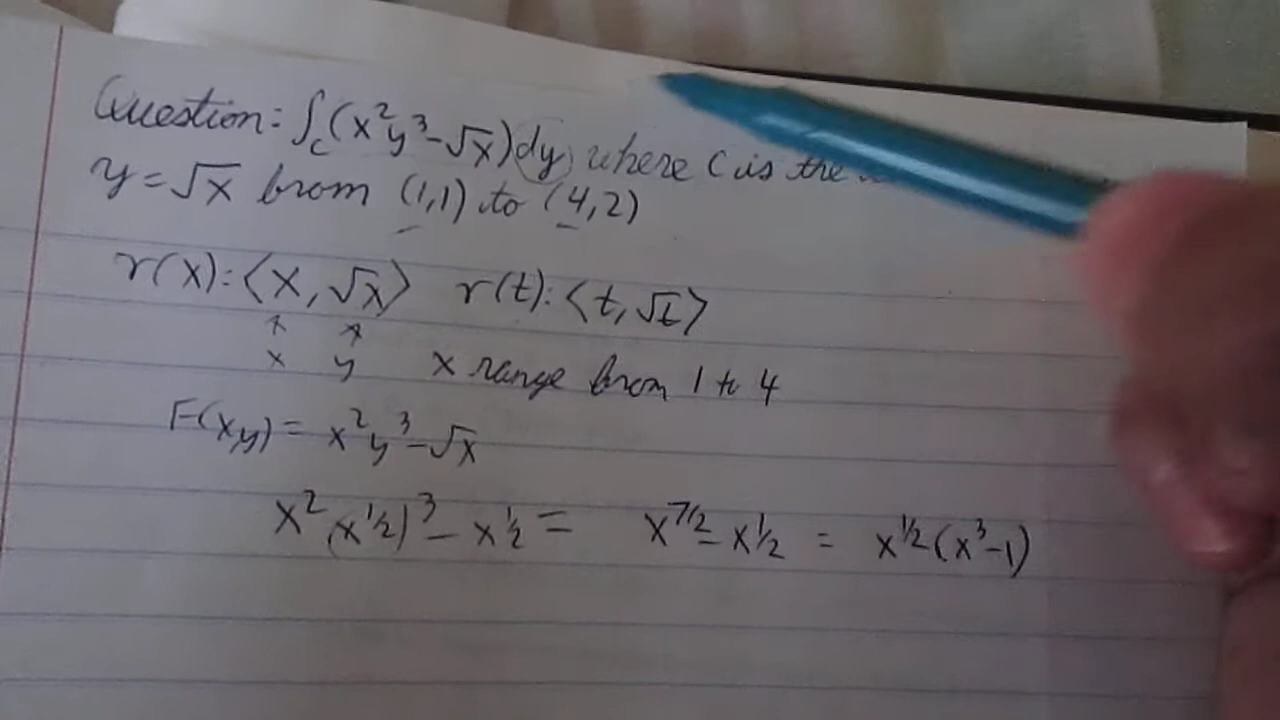 Question: ∫c (x²y³-√x)dy where C is the
y=√x from (1,1) to (4,2)
r(x): ⟨x, √x⟩ r(t): ⟨t, √t⟩
x y x range from 1 to 4
F(x,y) = x²y³-√x
x²(x^½)³ - x^½ = x^7/2 - x^½ = x^½(x³-1)